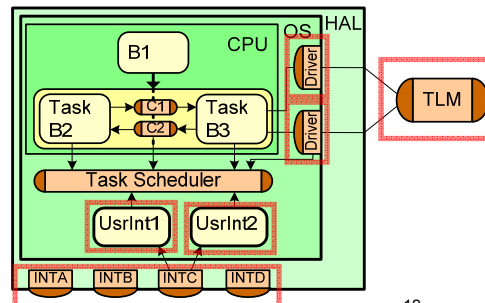 HAL
OS
CPU
B1
Driver
Task
B2
C1
C2
Task
B3
TLM
Driver
Task Scheduler
UsrInt1
UsrInt2
INTA
INTB
INTC
INTD